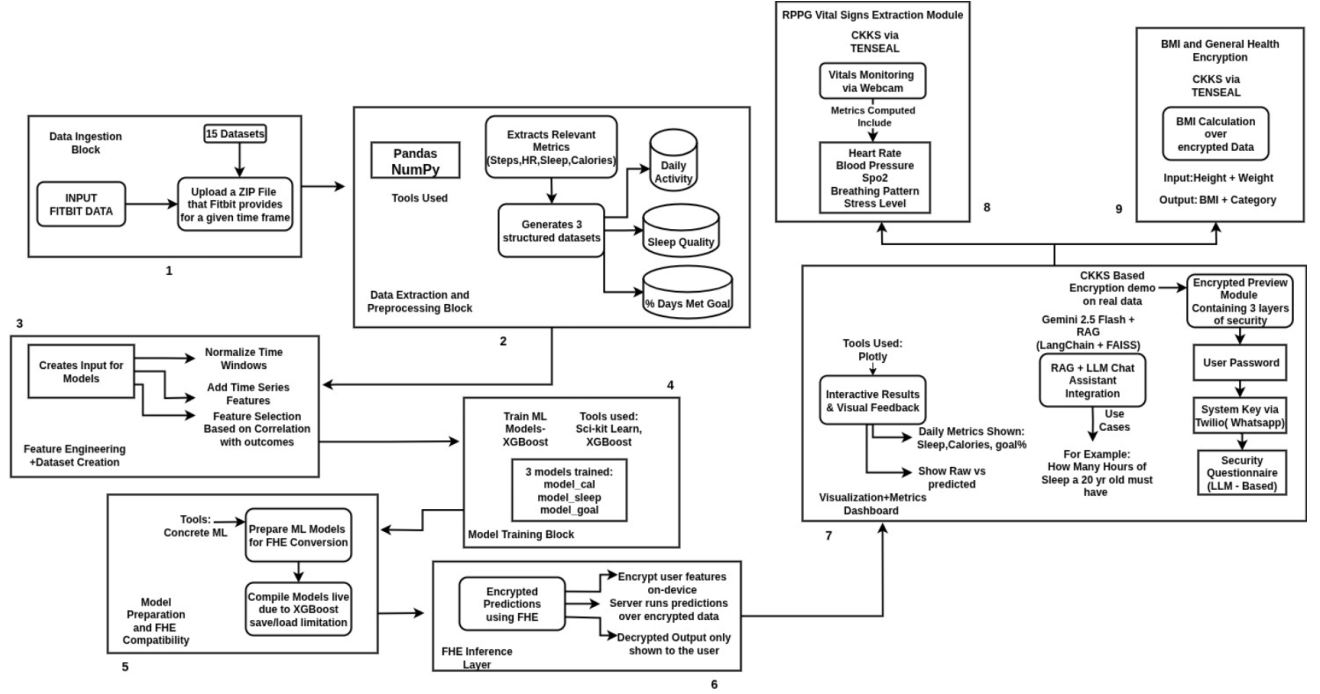 Data Ingestion
Block
15 Datasets
INPUT
FITBIT DATA
Upload a ZIP File
that Fitbit provides
for a given time frame
1
Pandas
NumPy
Tools Used
Extracts Relevant
Metrics
(Steps,HR,Sleep,Calories)
Generates 3
structured datasets
Daily
Activity
Sleep Quality
% Days Met Goal
Data Extraction and
Preprocessing Block
2
3
Creates Input for
Models
Normalize Time
Windows
Add Time Series
Features
Feature Selection
Based on Correlation
with outcomes
Feature Engineering
+Dataset Creation
4
Train ML
Models-
XGBoost
Tools used:
Sci-kit Learn,
XGBoost
3 models trained:
model_cal
model_sleep
model_goal
Model Training Block
Tools:
Concrete ML
Prepare ML Models
for FHE Conversion
Compile Models live
due to XGBoost
save/load limitation
Model
Preparation
and FHE
Compatibility
5
Encrypted
Predictions
using FHE
Encrypt user features
on-device
Server runs predictions
over encrypted data
Decrypted Output only
shown to the user
FHE Inference
Layer
6
Tools Used:
Plotly
Interactive Results
& Visual Feedback
Daily Metrics Shown:
Sleep,Calories, goal%
Show Raw vs
predicted
Visualization+Metrics
Dashboard
CKKS Based
Encryption demo
on real data
Gemini 2.5 Flash +
RAG
(LangChain + FAISS)
RAG + LLM Chat
Assistant
Integration
Use
Cases
For Example:
How Many Hours of
Sleep a 20 yr old must
have
Encrypted Preview
Module
Containing 3 layers
of security
User Password
System Key via
Twilio( Whatsapp)
Security
Questionnaire
(LLM - Based)
7
RPPG Vital Signs Extraction Module
CKKS via
TENSEAL
Vitals Monitoring
via Webcam
Metrics Computed
Include
Heart Rate
Blood Pressure
Spo2
Breathing Pattern
Stress Level
8
BMI and General Health
Encryption
CKKS via
TENSEAL
BMI Calculation
over
encrypted Data
Input:Height + Weight
Output:BMI + Category
9